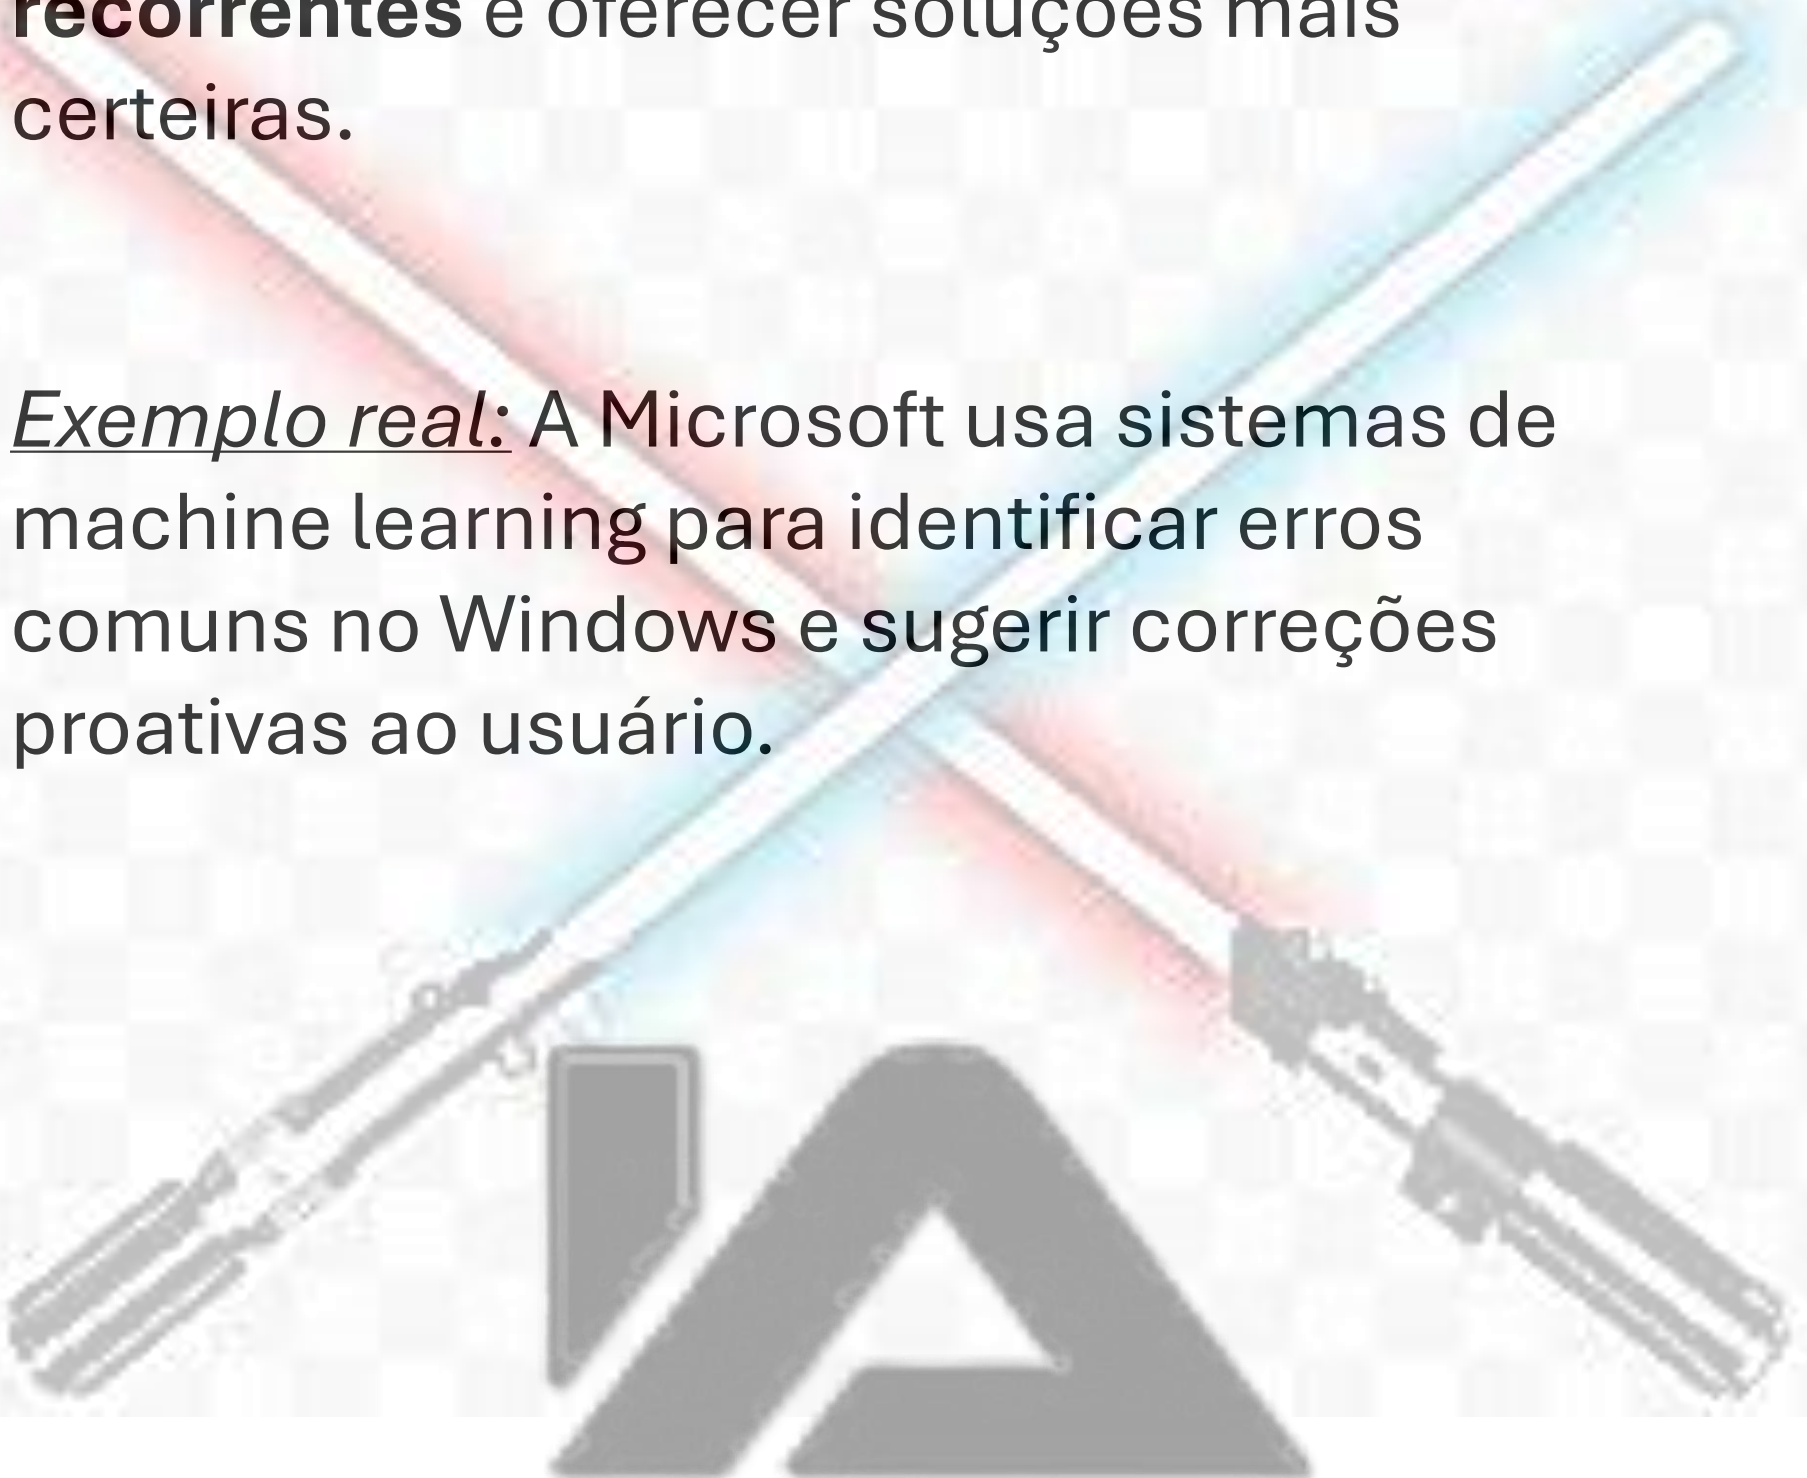 recorrentes e oferecer soluções mais
certeiras.
Exemplo real: A Microsoft usa sistemas de
machine learning para identificar erros
comuns no Windows e sugerir correções
proativas ao usuário.
IA